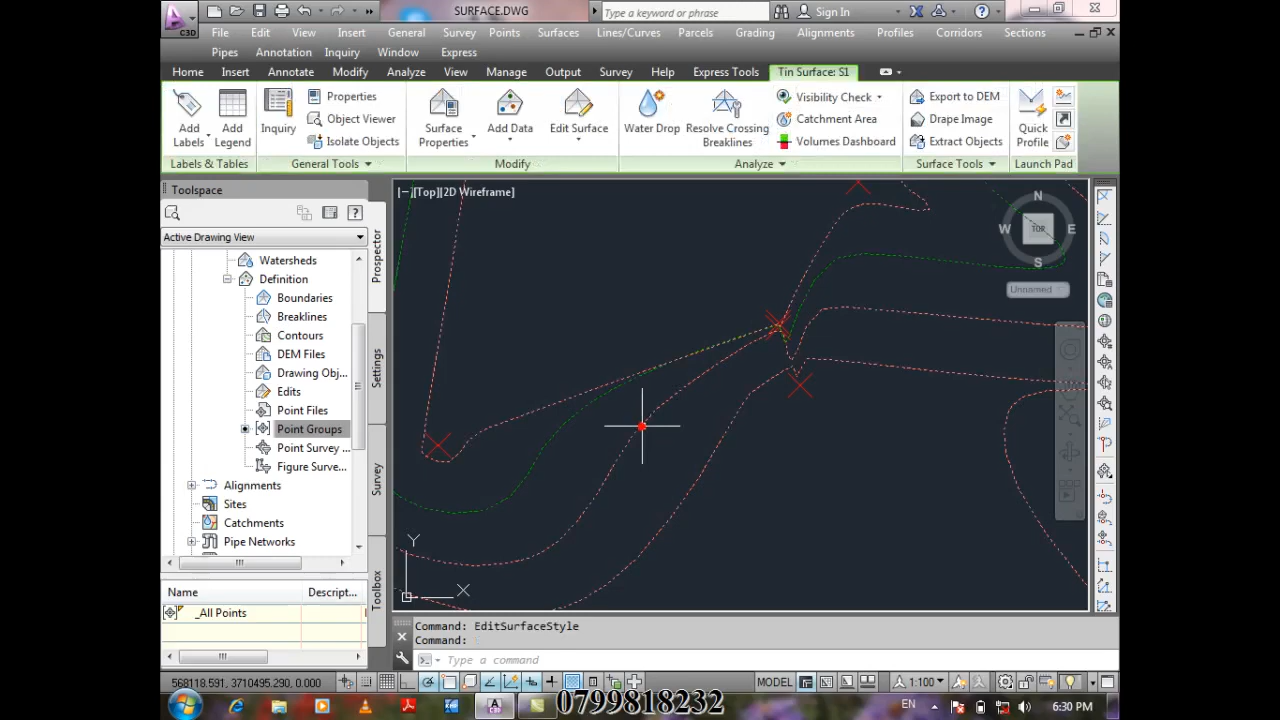 SURFACE.DWG
Type a keyword or phrase
Sign In
C3D
File Edit View Insert General Survey Points Surfaces Lines/Curves Parcels Grading Alignments Profiles Corridors Sections
Pipes Annotation Inquiry Window Express
Home Insert Annotate Modify Analyze View Manage Output Survey Help Express Tools Tin Surface: S1
Add Labels
Add Legend
Inquiry
Properties
Object Viewer
Isolate Objects
Surface Properties
Add Data
Edit Surface
Water Drop
Resolve Crossing Breaklines
Visibility Check
Catchment Area
Volumes Dashboard
Export to DEM
Drape Image
Extract Objects
Quick Profile
Labels & Tables
General Tools
Modify
Analyze
Surface Tools
Launch Pad
Toolspace
Active Drawing View
Watersheds
Definition
Boundaries
Breaklines
Contours
DEM Files
Drawing Obj...
Edits
Point Files
Point Groups
Point Survey
Figure Surve...
Alignments
Sites
Catchments
Pipe Networks
Name Descript...
_All Points
Prospector
Settings
Survey
Toolbox
[−][Top][2D Wireframe]
N
W
TOP
E
S
Unnamed
Y
X
Command: EditSurfaceStyle
Command:
Type a command
568118.591, 3710495.290, 0.000
MODEL
1:100
0799818232
EN
6:30 PM